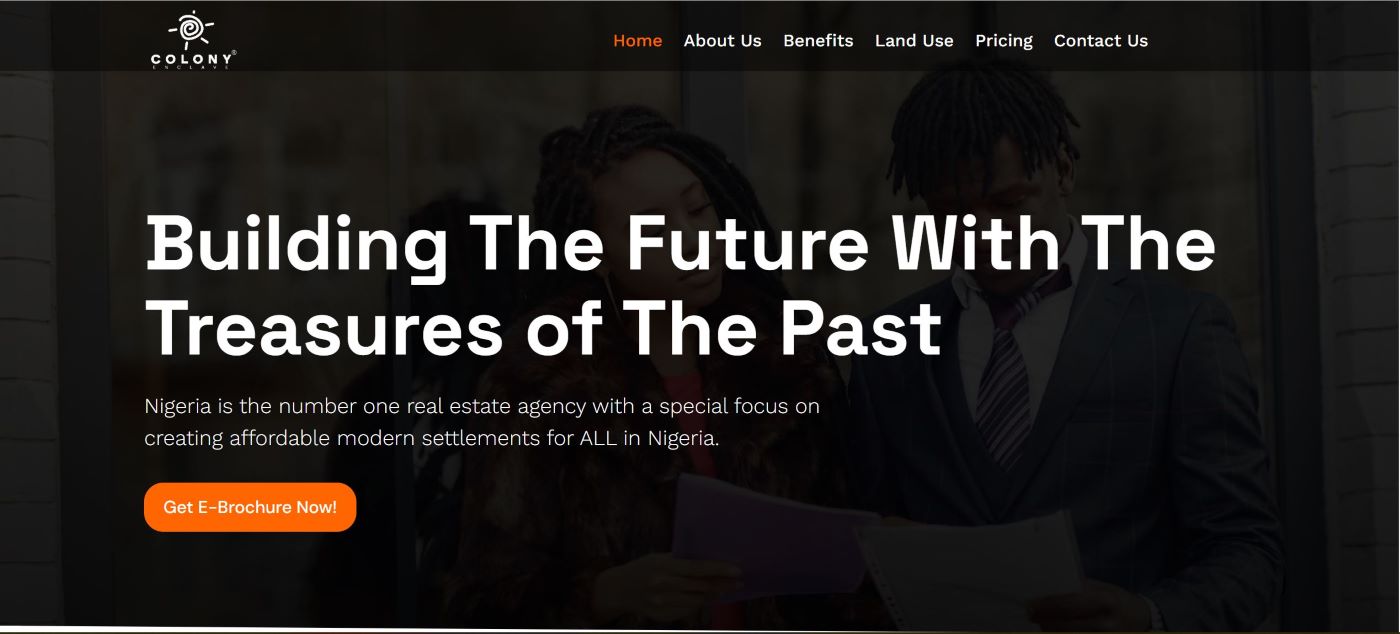 COLONY®
ENCLAVE
Home About Us Benefits Land Use Pricing Contact Us
Building The Future With The
Treasures of The Past
Nigeria is the number one real estate agency with a special focus on
creating affordable modern settlements for ALL in Nigeria.
Get E-Brochure Now!